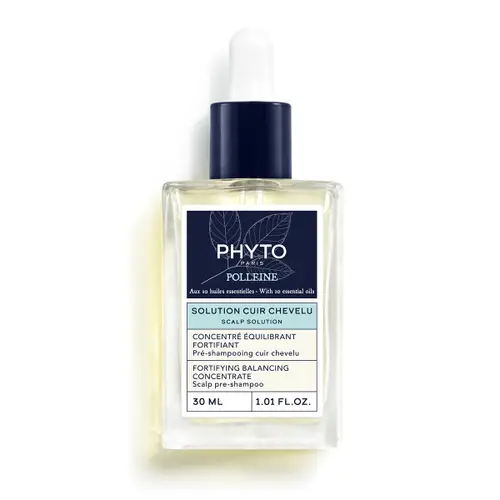 PHYTO
PARIS
POLLEINE
Aux 10 huiles essentielles - With 10 essential oils
SOLUTION CUIR CHEVELU
SCALP SOLUTION
CONCENTRÉ ÉQUILIBRANT
FORTIFIANT
Pré-shampooing cuir chevelu
FORTIFYING BALANCING
CONCENTRATE
Scalp pre-shampoo
30 ML
1.01 FL.OZ.